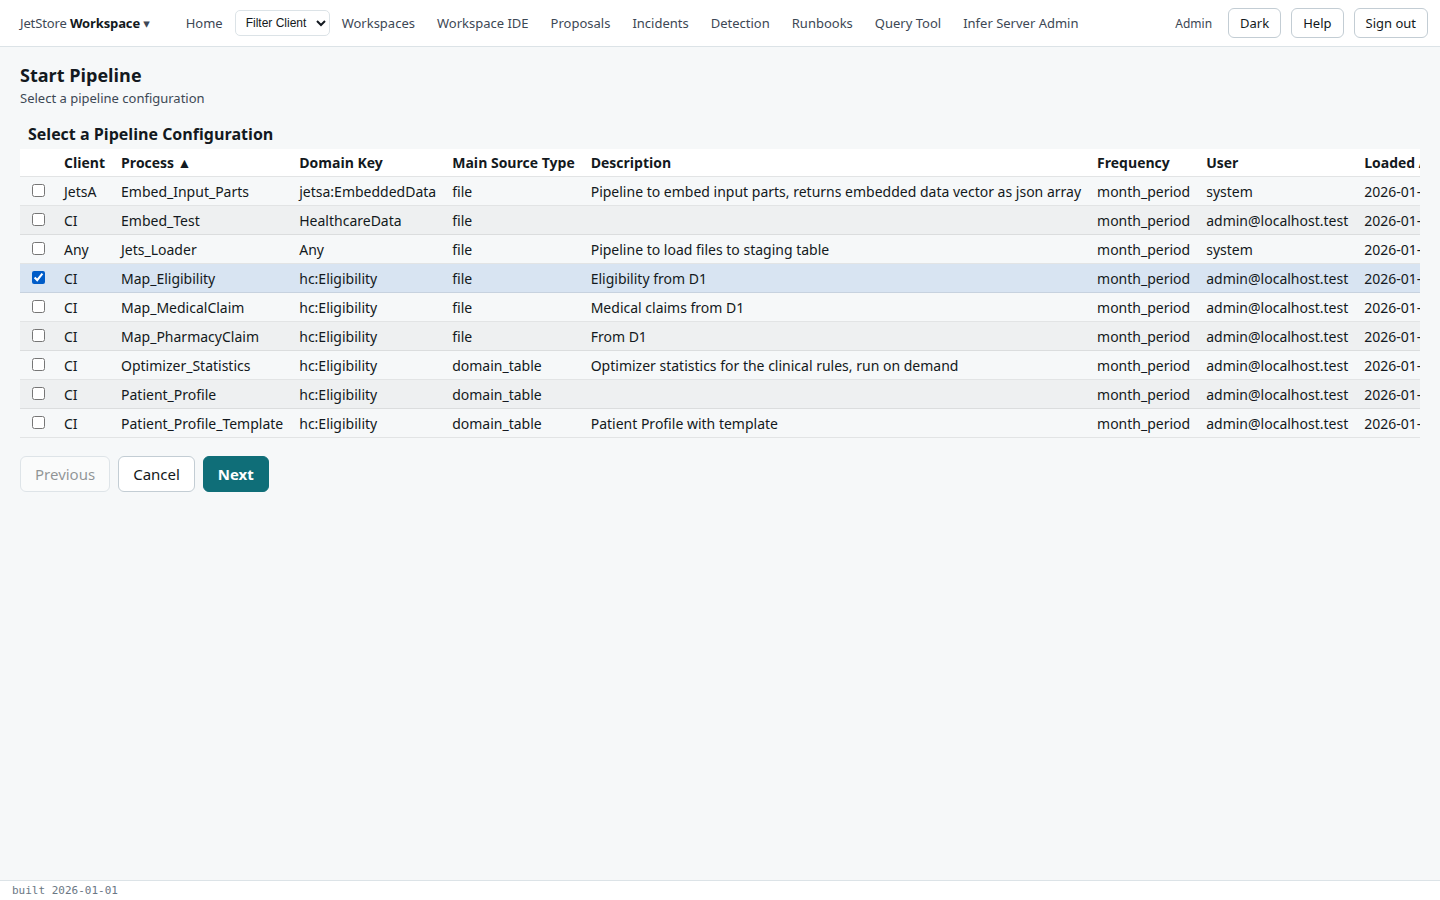 JetStore Workspace ▾ Home Filter Client Workspaces Workspace IDE Proposals Incidents Detection Runbooks Query Tool Infer Server Admin Admin Dark Help Sign out
Start Pipeline
Select a pipeline configuration
Select a Pipeline Configuration
Client Process ▲ Domain Key Main Source Type Description Frequency User Loaded
JetsA Embed_Input_Parts jetsa:EmbeddedData file Pipeline to embed input parts, returns embedded data vector as json array month_period system 2026-01-
CI Embed_Test HealthcareData file month_period admin@localhost.test 2026-01-
Any Jets_Loader Any file Pipeline to load files to staging table month_period system 2026-01-
CI Map_Eligibility hc:Eligibility file Eligibility from D1 month_period admin@localhost.test 2026-01-
CI Map_MedicalClaim hc:Eligibility file Medical claims from D1 month_period admin@localhost.test 2026-01-
CI Map_PharmacyClaim hc:Eligibility file From D1 month_period admin@localhost.test 2026-01-
CI Optimizer_Statistics hc:Eligibility domain_table Optimizer statistics for the clinical rules, run on demand month_period admin@localhost.test 2026-01-
CI Patient_Profile hc:Eligibility domain_table month_period admin@localhost.test 2026-01-
CI Patient_Profile_Template hc:Eligibility domain_table Patient Profile with template month_period admin@localhost.test 2026-01-
Previous Cancel Next
built 2026-01-01